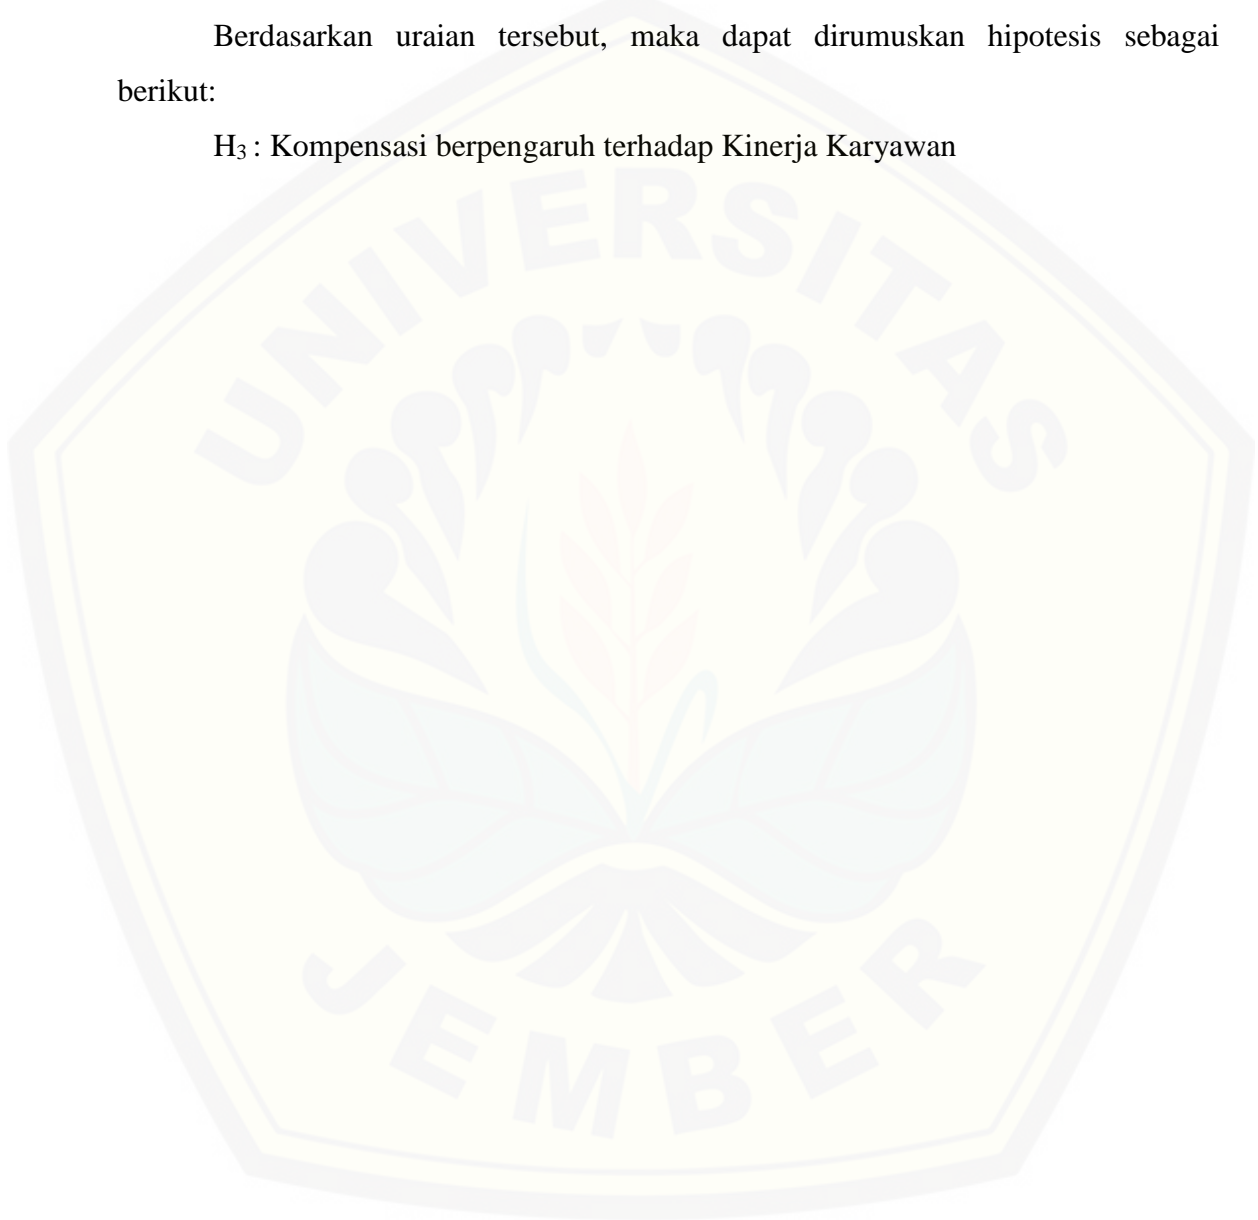 Berdasarkan uraian tersebut, maka dapat dirumuskan hipotesis sebagai
berikut:
H₃ : Kompensasi berpengaruh terhadap Kinerja Karyawan
UNIVERSITAS
JEMBER